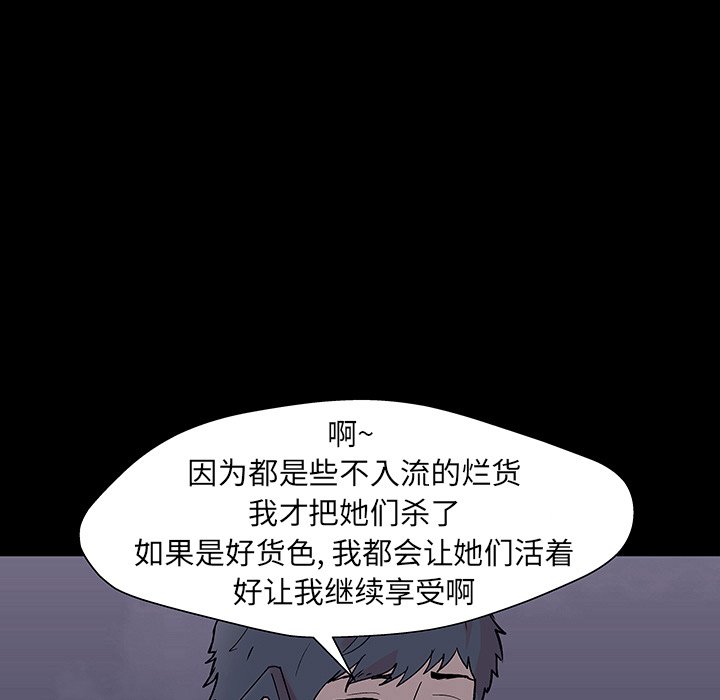 啊~
因为都是些不入流的烂货
我才把她们杀了
如果是好货色, 我都会让她们活着
好让我继续享受啊